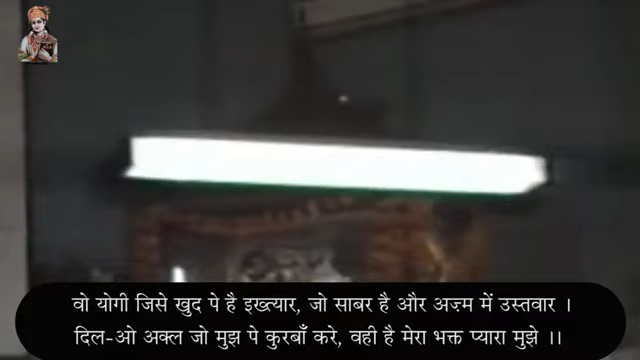 वो योगी जिसे खुद पे है इख्त्यार, जो साबर है और अज़्म में उस्तवार ।
दिल-ओ अक्ल जो मुझ पे कुरबाँ करे, वही है मेरा भक्त प्यारा मुझे ।।